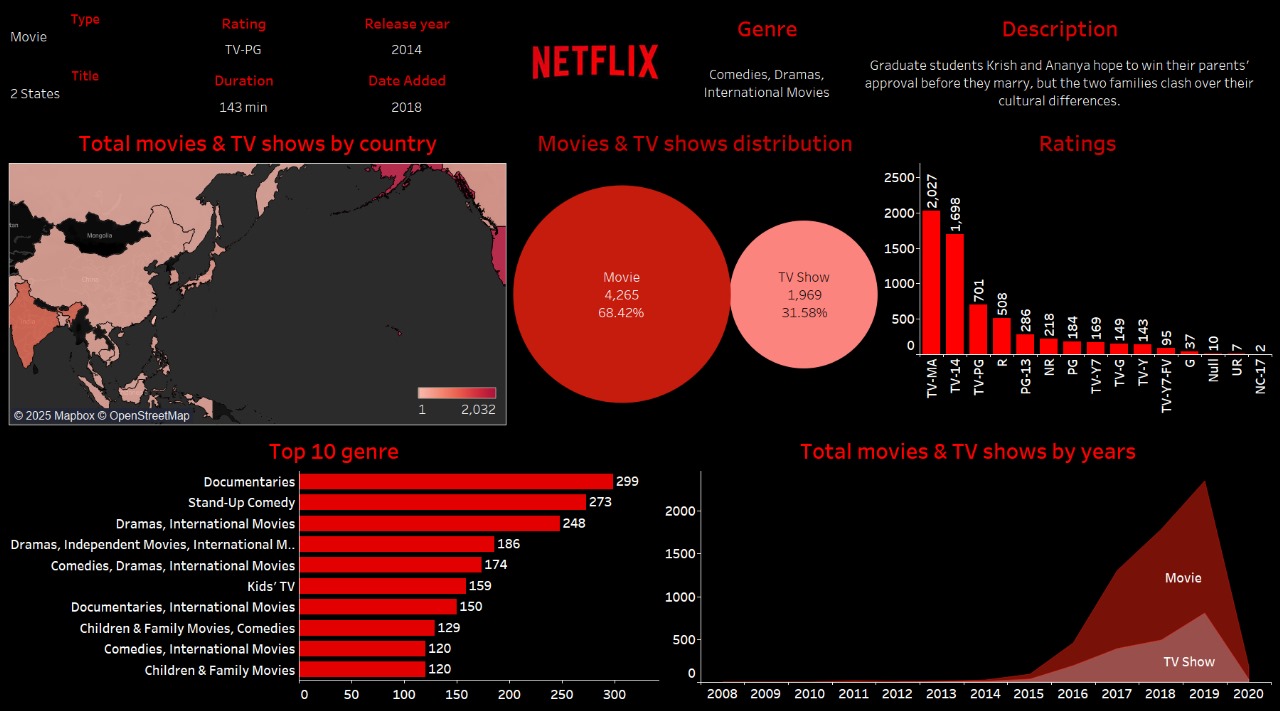 Type
Movie
Rating
TV-PG
Release year
2014
Title
2 States
Duration
143 min
Date Added
2018
NETFLIX
Genre
Comedies, Dramas,
International Movies
Description
Graduate students Krish and Ananya hope to win their parents'
approval before they marry, but the two families clash over their
cultural differences.
Total movies & TV shows by country
Mongolia
China
India
tan
1 2,032
© 2025 Mapbox © OpenStreetMap
Movies & TV shows distribution
Movie
4,265
68.42%
TV Show
1,969
31.58%
Ratings
2500
2000
1500
1000
500
0
2,027
1,698
701
508
286
218
184
169
149
143
95
37
10
7
2
TV-MA
TV-14
TV-PG
R
PG-13
NR
PG
TV-Y7
TV-G
TV-Y
TV-Y7-FV
G
Null
UR
NC-17
Top 10 genre
Documentaries 299
Stand-Up Comedy 273
Dramas, International Movies 248
Dramas, Independent Movies, International M.. 186
Comedies, Dramas, International Movies 174
Kids' TV 159
Documentaries, International Movies 150
Children & Family Movies, Comedies 129
Comedies, International Movies 120
Children & Family Movies 120
0 50 100 150 200 250 300
Total movies & TV shows by years
2000
1500
1000
500
0
Movie
TV Show
2008 2009 2010 2011 2012 2013 2014 2015 2016 2017 2018 2019 2020